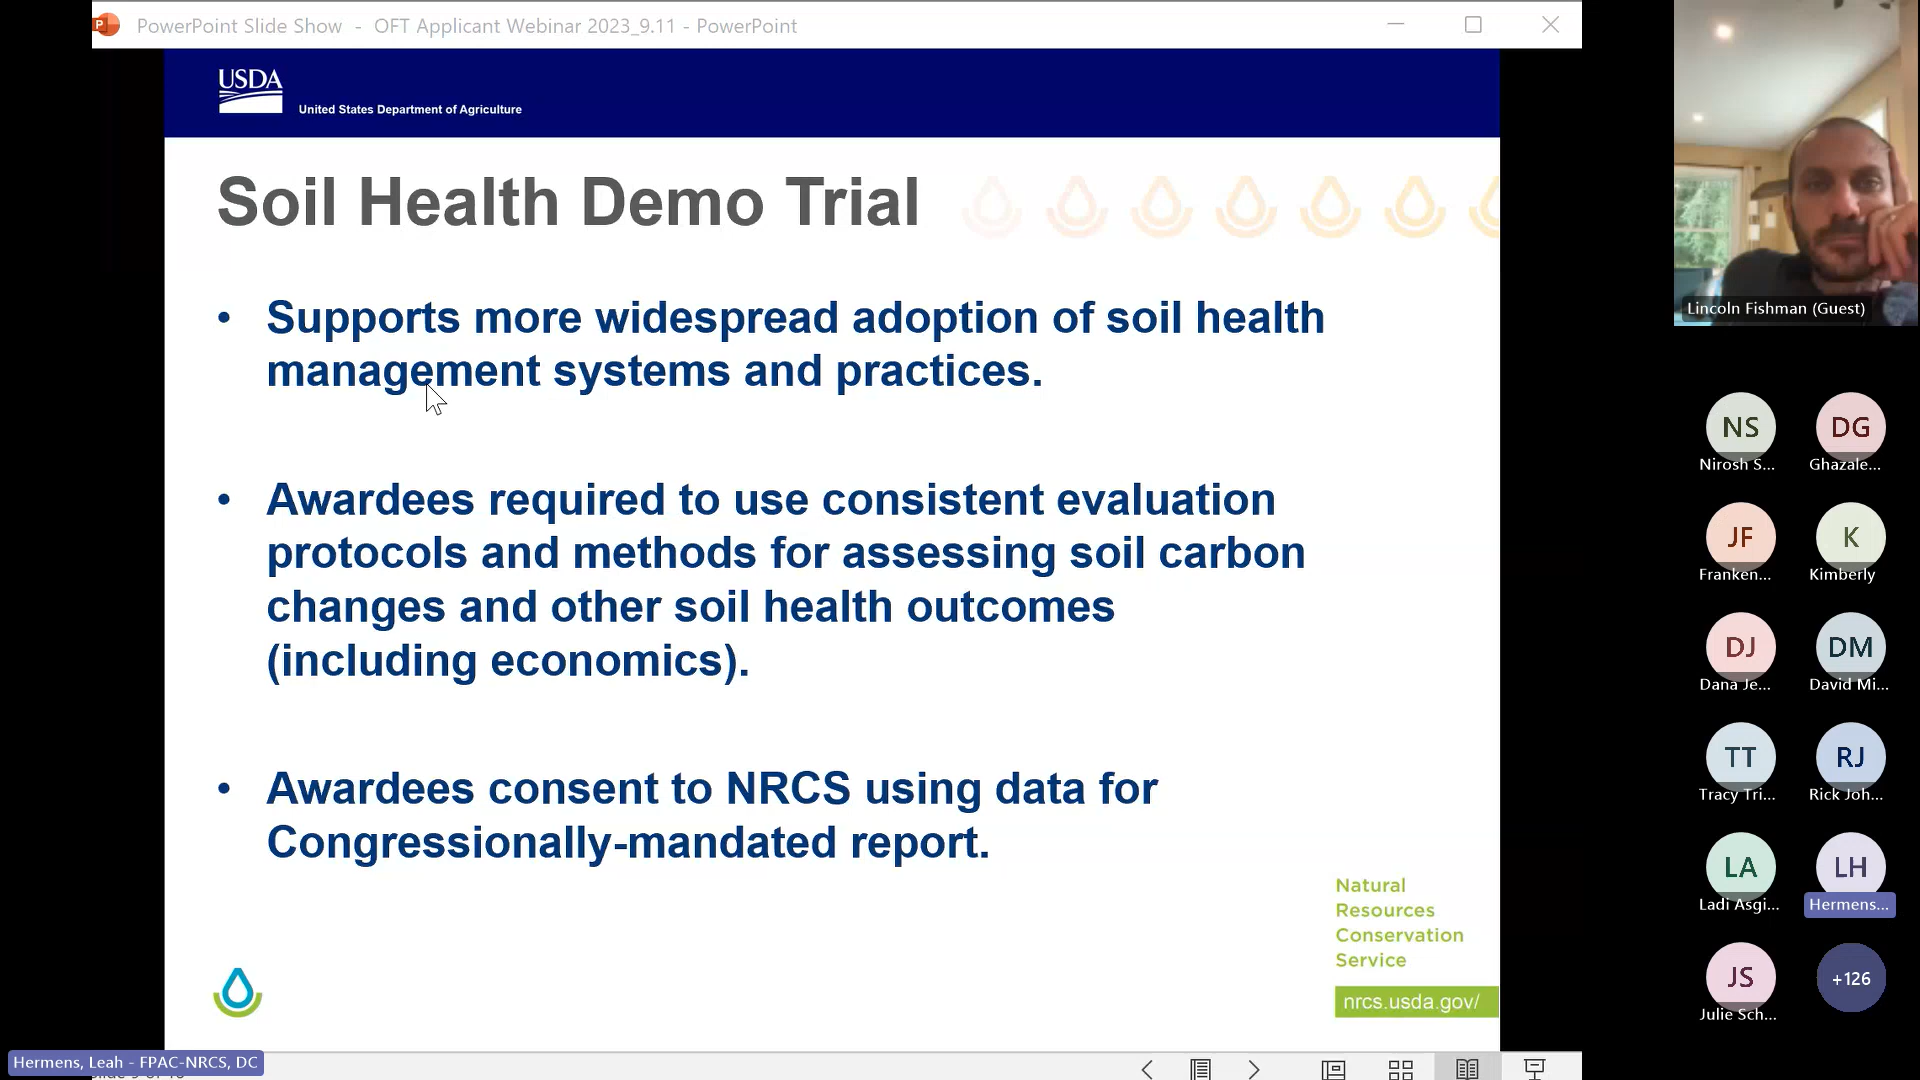 PowerPoint Slide Show - OFT Applicant Webinar 2023_9.11 - PowerPoint
USDA
United States Department of Agriculture
Soil Health Demo Trial
• Supports more widespread adoption of soil health
management systems and practices.
• Awardees required to use consistent evaluation
protocols and methods for assessing soil carbon
changes and other soil health outcomes
(including economics).
• Awardees consent to NRCS using data for
Congressionally-mandated report.
Natural
Resources
Conservation
Service
nrcs.usda.gov/
Hermens, Leah - FPAC-NRCS, DC
Lincoln Fishman (Guest)
NS
Nirosh S...
DG
Ghazale...
JF
Franken...
K
Kimberly
DJ
Dana Je...
DM
David Mi...
TT
Tracy Tri...
RJ
Rick Joh...
LA
Ladi Asgi...
LH
Hermens...
JS
Julie Sch...
+126